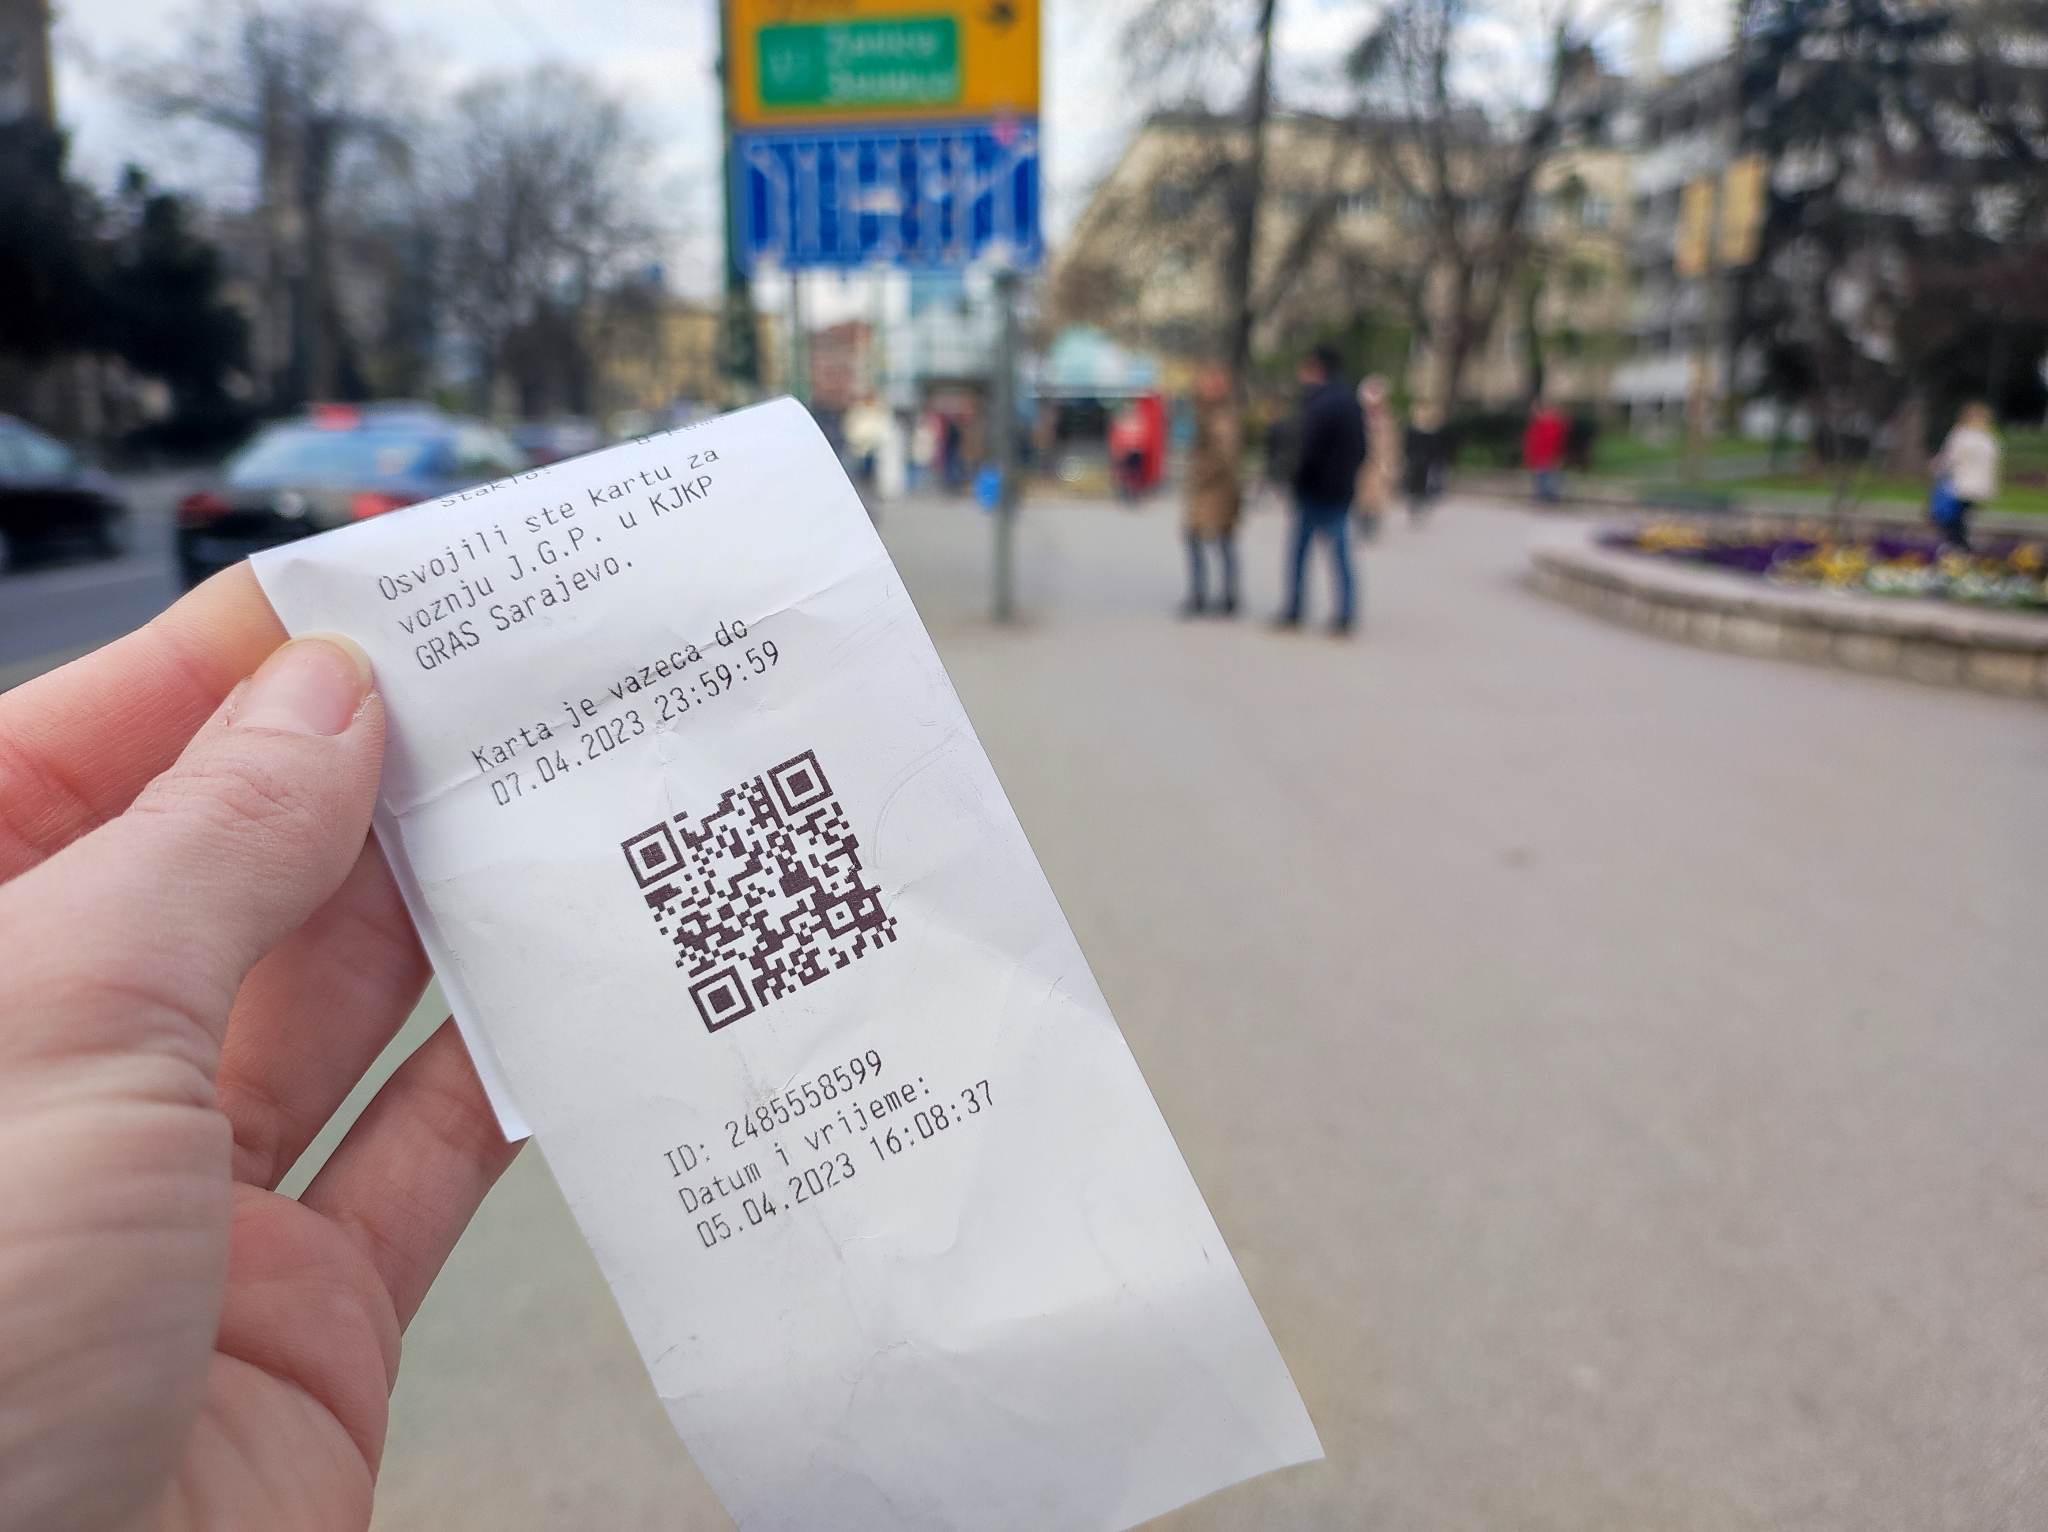 Staklo:
Osvojili ste kartu za
voznju J.G.P. u KJKP
GRAS Sarajevo.
Karta je vazeca do
07.04.2023 23:59:59
ID: 2485558599
Datum i vrijeme:
05.04.2023 16:08:37